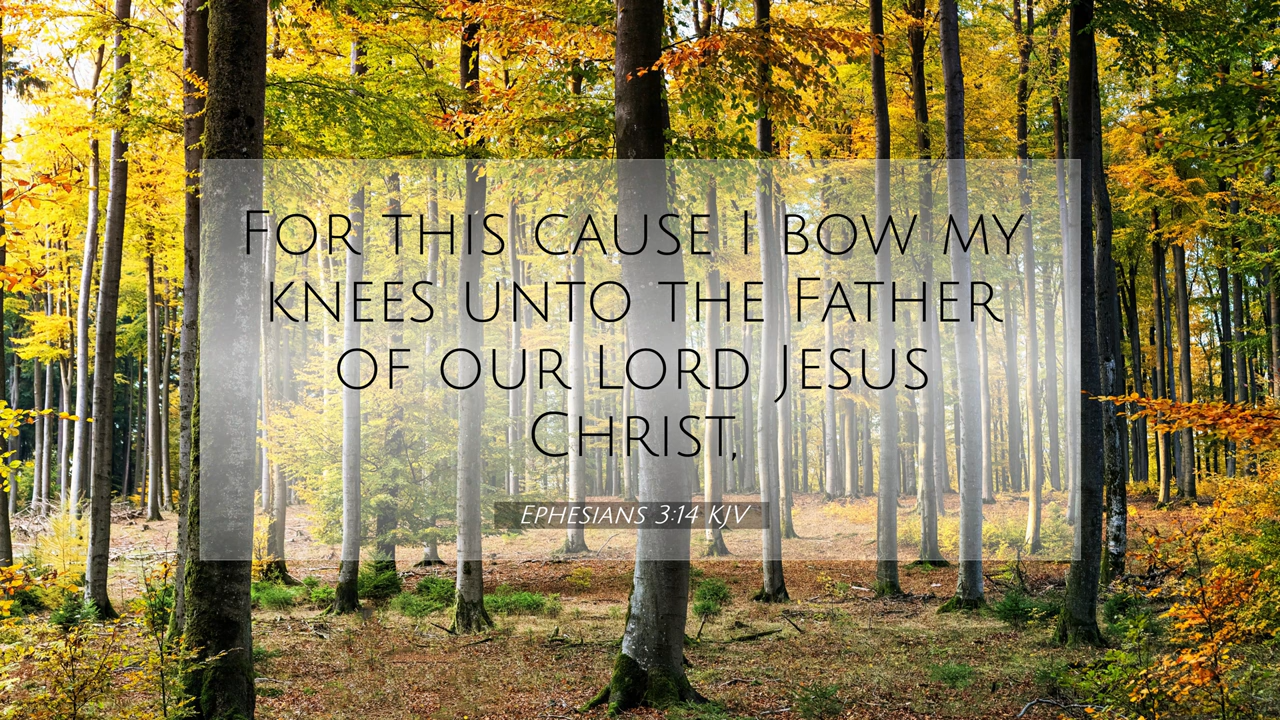 For this cause I bow my
knees unto the Father
of our Lord Jesus
Christ,
Ephesians 3:14 KJV